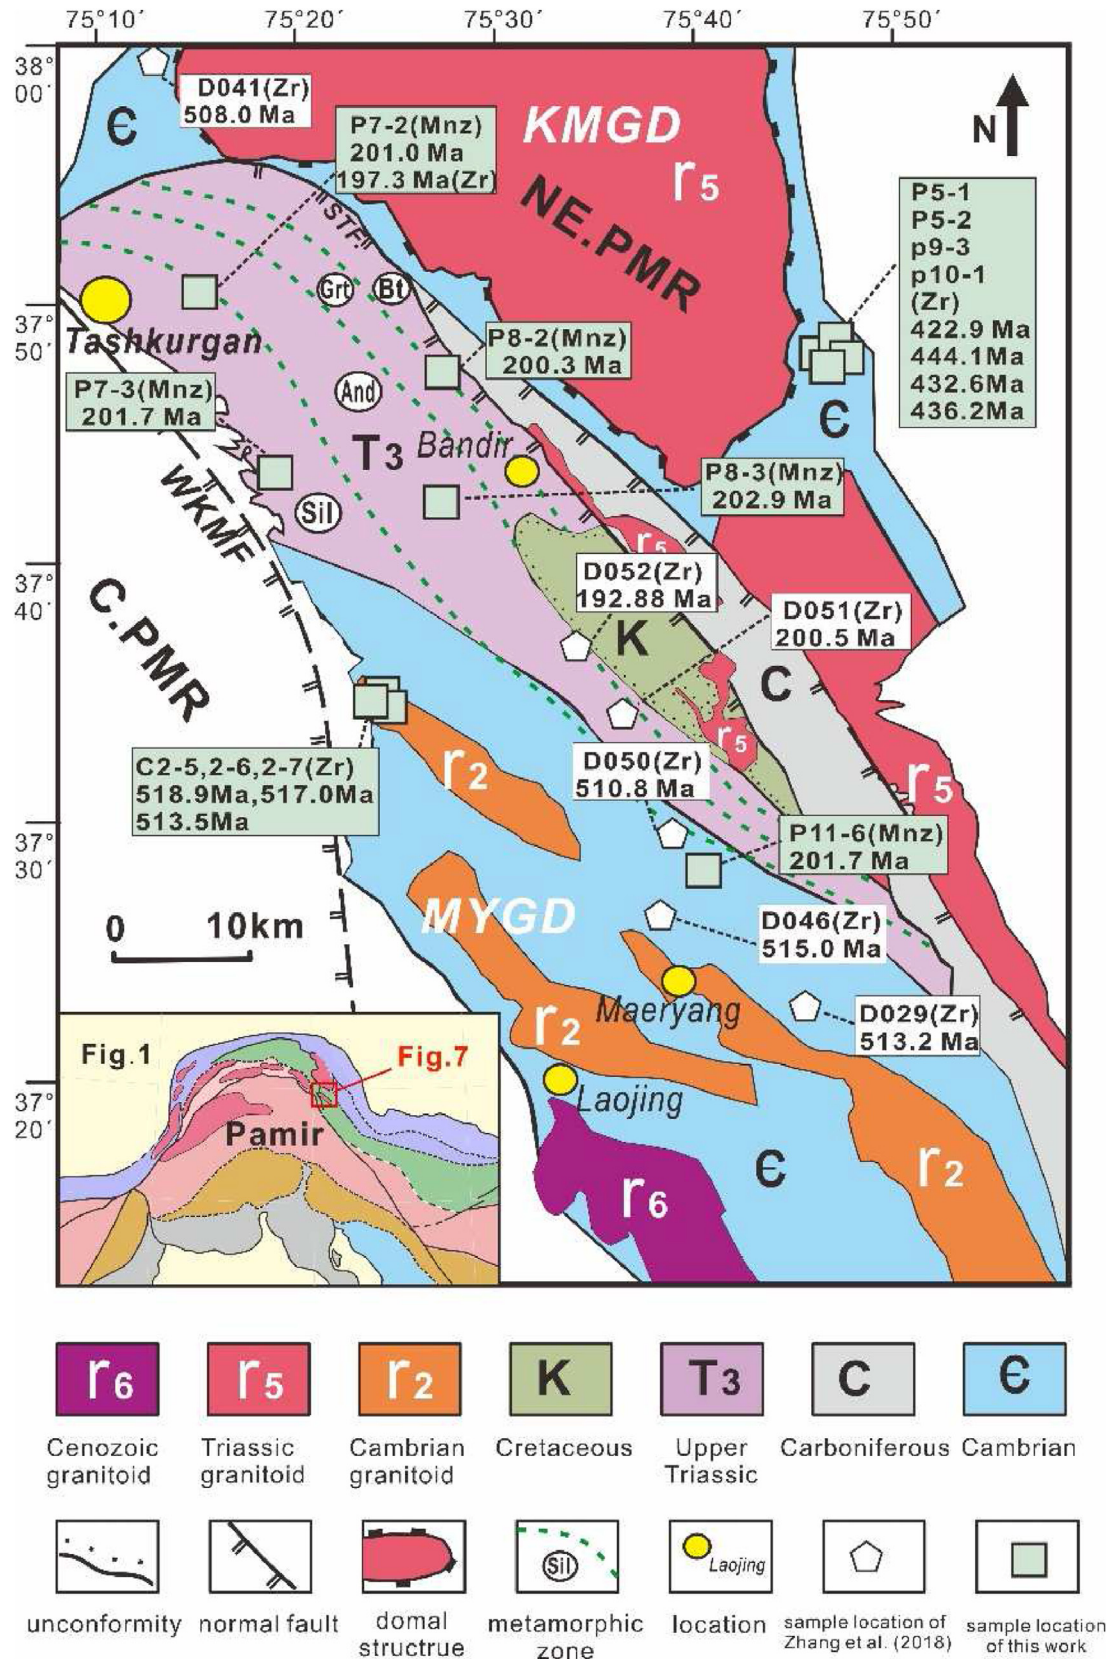 75°10´ 75°20´ 75°30´ 75°40´ 75°50´
38°
00´
D041(Zr)
508.0 Ma
KMGD
r5
NE.PMR
N
Є
P7-2(Mnz)
201.0 Ma
197.3 Ma(Zr)
STF
P5-1
P5-2
p9-3
p10-1
(Zr)
422.9 Ma
444.1Ma
432.6Ma
436.2Ma
Grt
Bt
37°
50´
Tashkurgan
P8-2(Mnz)
200.3 Ma
P7-3(Mnz)
201.7 Ma
And
T3
Bandir
Є
P8-3(Mnz)
202.9 Ma
WKMF
Sil
r5
37°
40´
C.PMR
D052(Zr)
192.88 Ma
D051(Zr)
200.5 Ma
K
C
r5
C2-5,2-6,2-7(Zr)
518.9Ma,517.0Ma
513.5Ma
r2
D050(Zr)
510.8 Ma
r5
37°
30´
P11-6(Mnz)
201.7 Ma
0 10km
MYGD
D046(Zr)
515.0 Ma
r2
Maeryang
D029(Zr)
513.2 Ma
Fig.1
Fig.7
Pamir
37°
20´
Laojing
r6
Є
r2
r6 r5 r2 K T3 C Є
Cenozoic
granitoid
Triassic
granitoid
Cambrian
granitoid
Cretaceous
Upper
Triassic
Carboniferous
Cambrian
Sil
Laojing
unconformity
normal fault
domal
structrue
metamorphic
zone
location
sample location of
Zhang et al. (2018)
sample location
of this work